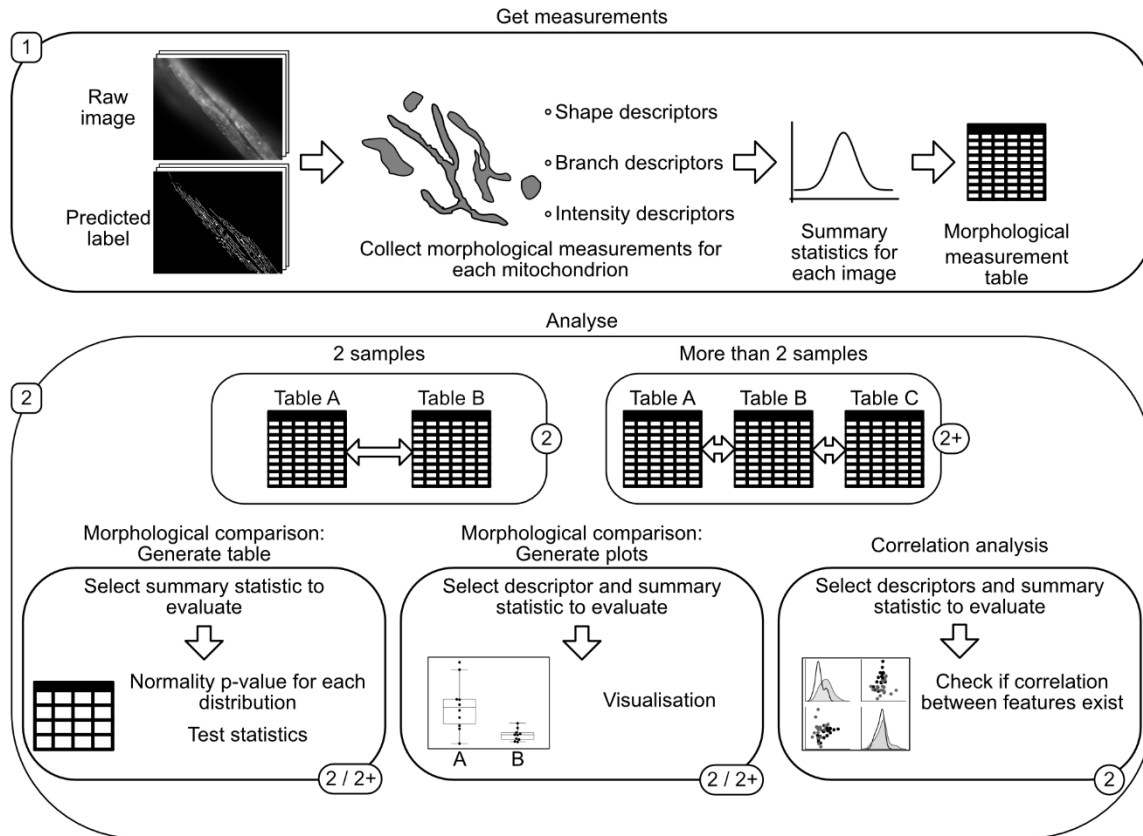 Get measurements
1
Raw
image
Predicted
label
Shape descriptors
Branch descriptors
Intensity descriptors
Collect morphological measurements for
each mitochondrion
Summary
statistics for
each image
Morphological
measurement
table
Analyse
2
2 samples
Table A
Table B
2
More than 2 samples
Table A
Table B
Table C
2+
Morphological comparison:
Generate table
Select summary statistic to
evaluate
Normality p-value for each
distribution
Test statistics
2 / 2+
Morphological comparison:
Generate plots
Select descriptor and summary
statistic to evaluate
Visualisation
A
B
2 / 2+
Correlation analysis
Select descriptors and summary
statistic to evaluate
Check if correlation
between features exist
2